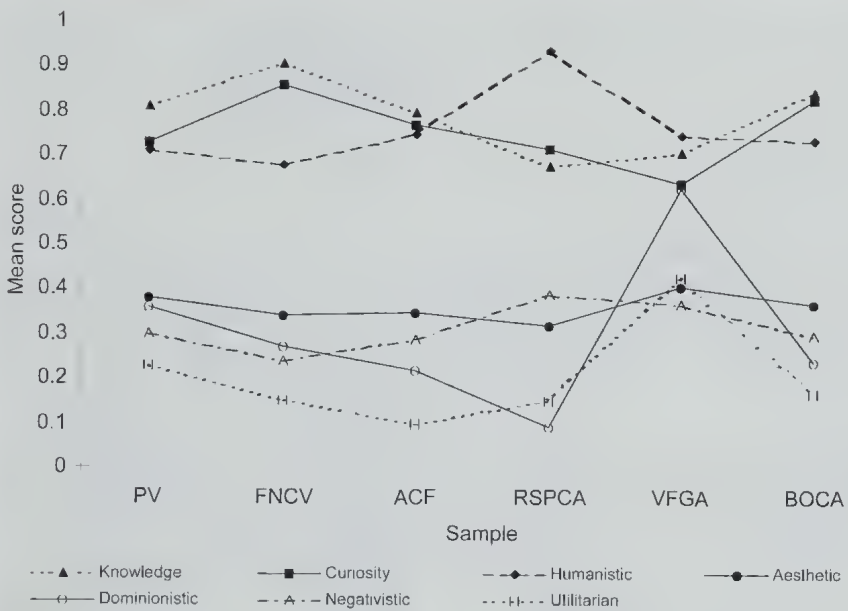 1
0.9
0.8
0.7
0.6
0.5
0.4
0.3
0.2
0.1
0
Mean score
PV FNCV ACF RSPCA VFGA BOCA
Sample
Knowledge Curiosity Humanistic Aesthetic
Dominionistic Negativistic Utilitarian